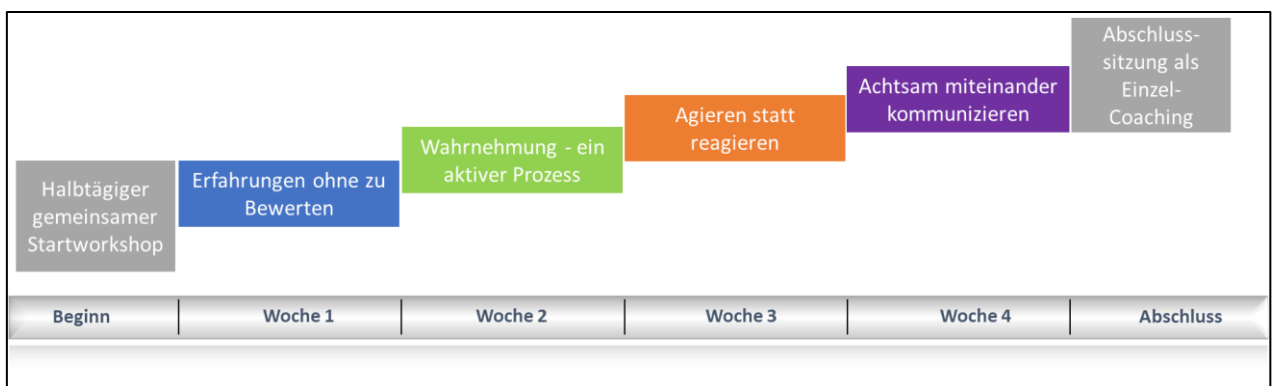 Halbtägiger
gemeinsamer
Startworkshop
Erfahrungen ohne zu
Bewerten
Wahrnehmung - ein
aktiver Prozess
Agieren statt
reagieren
Achtsam miteinander
kommunizieren
Abschluss-
sitzung als
Einzel-
Coaching
Beginn
Woche 1
Woche 2
Woche 3
Woche 4
Abschluss